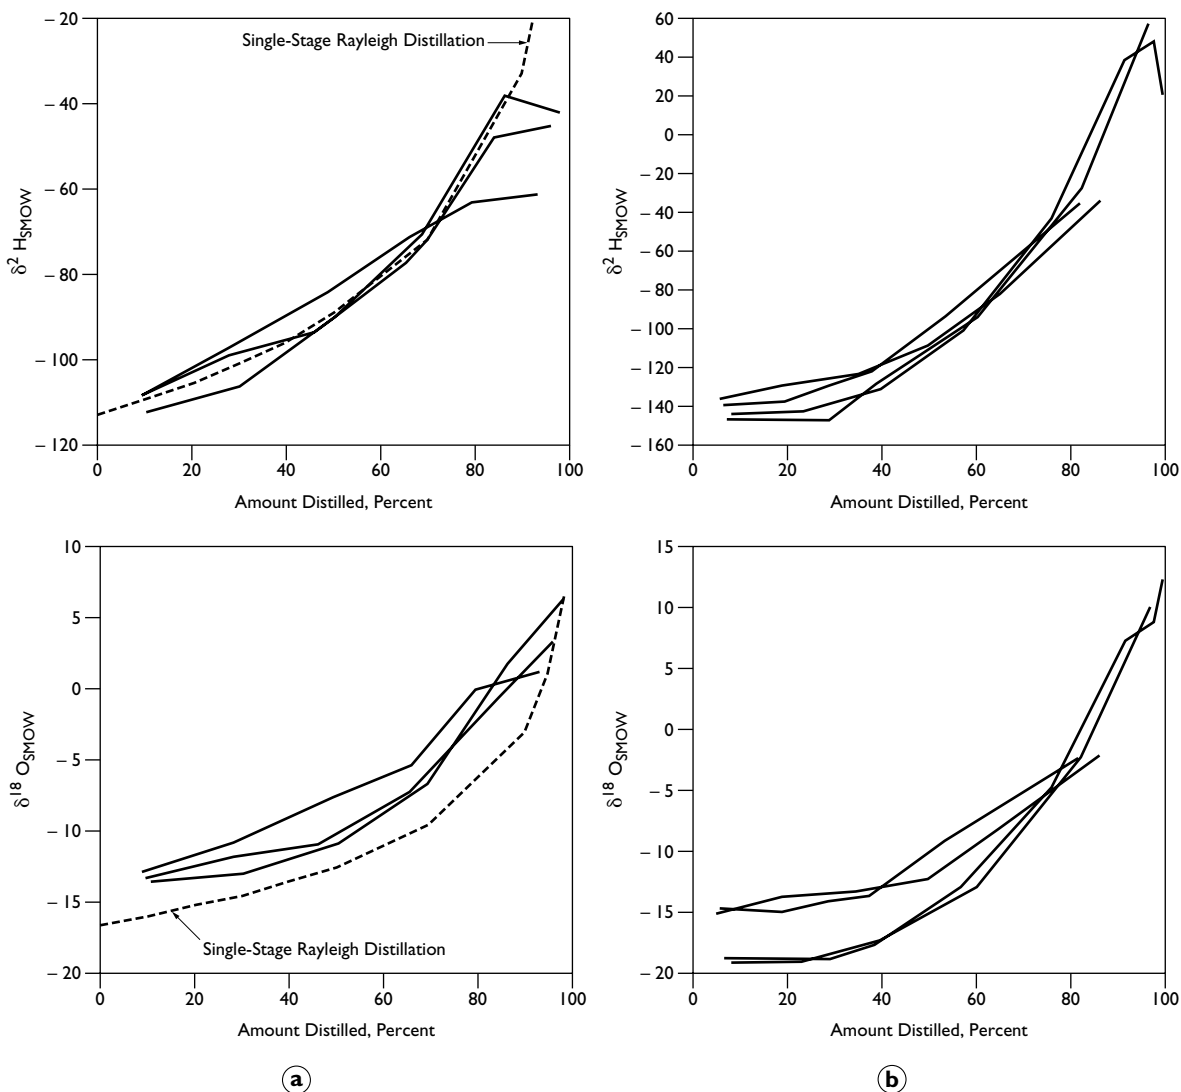 – 20
Single-Stage Rayleigh Distillation
– 40
– 60
– 80
– 100
– 120
δ² H_SMOW
0 20 40 60 80 100
Amount Distilled, Percent
60
40
20
0
– 20
– 40
– 60
– 80
– 100
– 120
– 140
– 160
δ² H_SMOW
0 20 40 60 80 100
Amount Distilled, Percent
10
5
0
– 5
– 10
– 15
– 20
δ¹⁸ O_SMOW
Single-Stage Rayleigh Distillation
0 20 40 60 80 100
Amount Distilled, Percent
15
10
5
0
– 5
– 10
– 15
– 20
δ¹⁸ O_SMOW
0 20 40 60 80 100
Amount Distilled, Percent
a
b